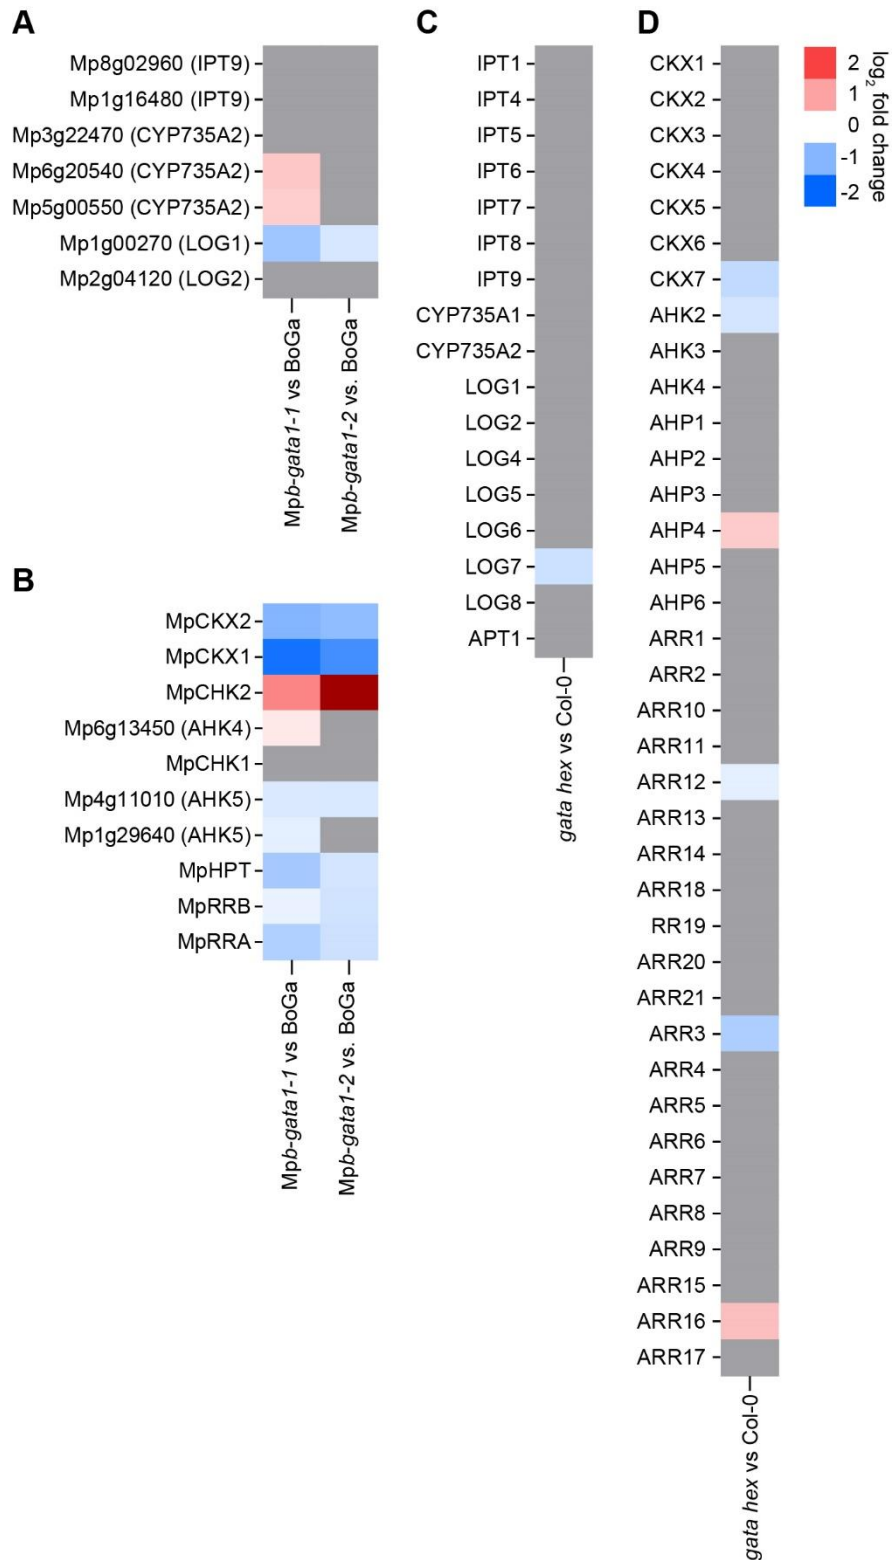 A
Mp8g02960 (IPT9)
Mp1g16480 (IPT9)
Mp3g22470 (CYP735A2)
Mp6g20540 (CYP735A2)
Mp5g00550 (CYP735A2)
Mp1g00270 (LOG1)
Mp2g04120 (LOG2)
Mpb-gata1-1 vs BoGa
Mpb-gata1-2 vs. BoGa
B
MpCKX2
MpCKX1
MpCHK2
Mp6g13450 (AHK4)
MpCHK1
Mp4g11010 (AHK5)
Mp1g29640 (AHK5)
MpHPT
MpRRB
MpRRA
Mpb-gata1-1 vs BoGa
Mpb-gata1-2 vs. BoGa
C
IPT1
IPT4
IPT5
IPT6
IPT7
IPT8
IPT9
CYP735A1
CYP735A2
LOG1
LOG2
LOG4
LOG5
LOG6
LOG7
LOG8
APT1
gata hex vs Col-0
D
CKX1
CKX2
CKX3
CKX4
CKX5
CKX6
CKX7
AHK2
AHK3
AHK4
AHP1
AHP2
AHP3
AHP4
AHP5
AHP6
ARR1
ARR2
ARR10
ARR11
ARR12
ARR13
ARR14
ARR18
RR19
ARR20
ARR21
ARR3
ARR4
ARR5
ARR6
ARR7
ARR8
ARR9
ARR15
ARR16
ARR17
gata hex vs Col-0
2
1
0
-1
-2
log2 fold change